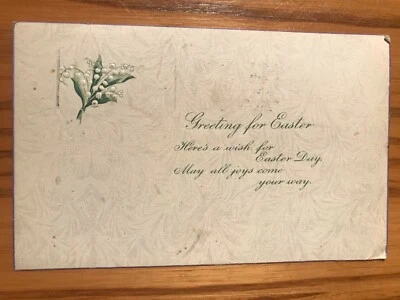 Greeting for Easter
Here's a wish for
Easter Day,
May all joys come
your way.